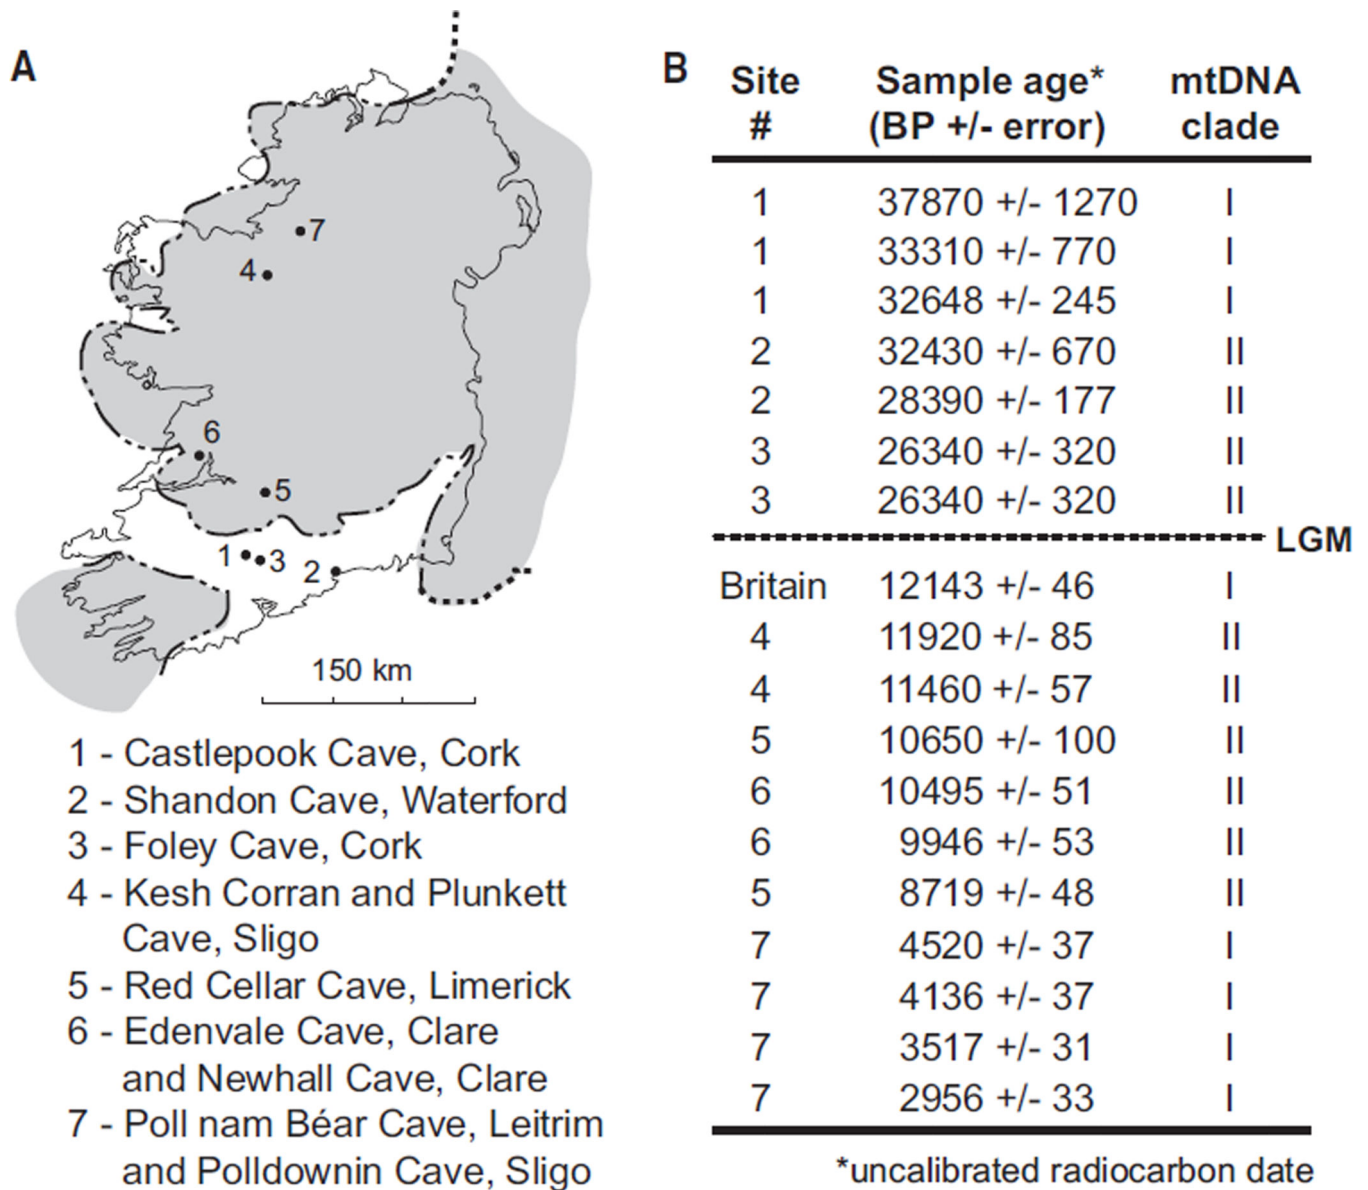 A
7
4
6
5
1
3
2
150 km
1 - Castlepook Cave, Cork
2 - Shandon Cave, Waterford
3 - Foley Cave, Cork
4 - Kesh Corran and Plunkett
Cave, Sligo
5 - Red Cellar Cave, Limerick
6 - Edenvale Cave, Clare
and Newhall Cave, Clare
7 - Poll nam Béar Cave, Leitrim
and Polldownin Cave, Sligo
B
Site # Sample age* (BP +/- error) mtDNA clade
1 37870 +/- 1270 I
1 33310 +/- 770 I
1 32648 +/- 245 I
2 32430 +/- 670 II
2 28390 +/- 177 II
3 26340 +/- 320 II
3 26340 +/- 320 II
LGM
Britain 12143 +/- 46 I
4 11920 +/- 85 II
4 11460 +/- 57 II
5 10650 +/- 100 II
6 10495 +/- 51 II
6 9946 +/- 53 II
5 8719 +/- 48 II
7 4520 +/- 37 I
7 4136 +/- 37 I
7 3517 +/- 31 I
7 2956 +/- 33 I
*uncalibrated radiocarbon date